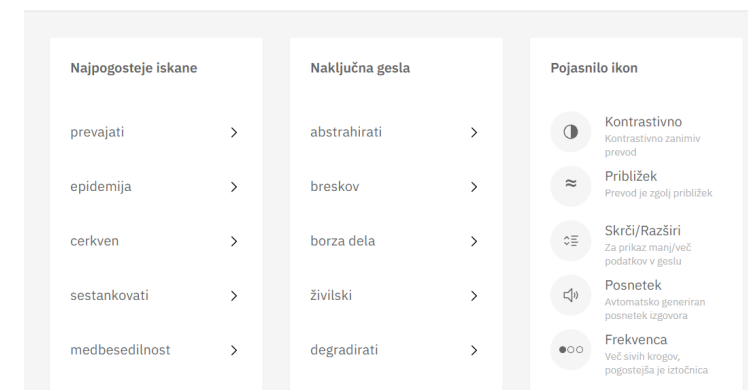 Najpogosteje iskane
prevajati
epidemija
cerkven
sestankovati
medbesedilnost
Naključna gesla
abstrahirati
breskov
borza dela
živilski
degradirati
Pojasnilo ikon
Kontrastivno
Kontrastivno zanimiv
prevod
Približek
Prevod je zgolj približek
Skrči/Razširi
Za prikaz manj/več
podatkov v geslu
Posnetek
Avtomatsko generiran
posnetek izgovora
Frekvenca
Več sivih krogov,
pogostejša je iztočnica